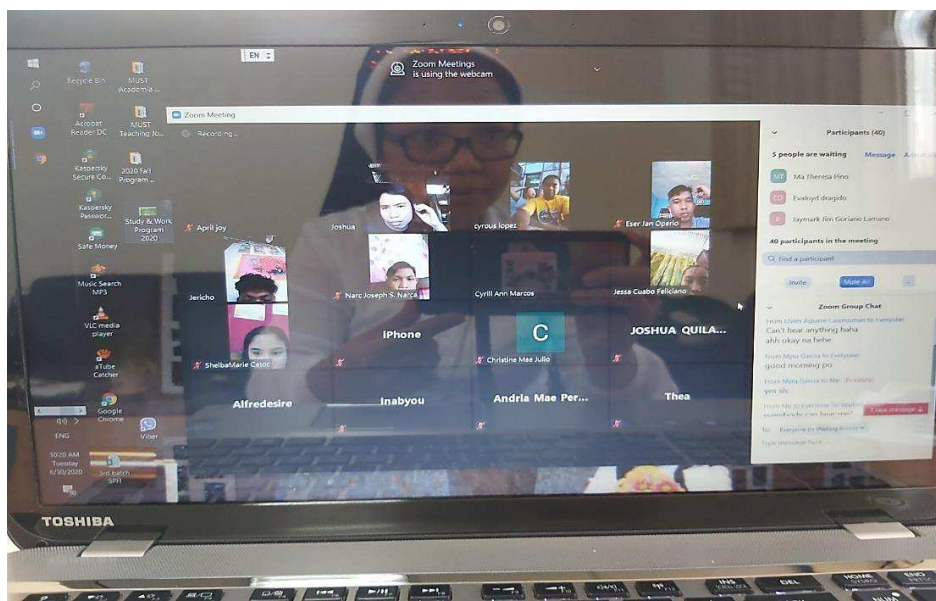 EN
Zoom Meetings
is using the webcam
Recycle Bin
MUST
Academia ...
Acrobat
Reader DC
MUST
Teaching Jo...
Kaspersky
Secure Co...
2020 Fall
Program ...
Kaspersky
Passwor...
Study & Work
Program
2020
Safe Money
Music Search
MP3
VLC media
player
aTube
Catcher
Google
Chrome
Viber
ENG
10:20 AM
Tuesday
6/30/2020
3rd batch
SPFI
Zoom Meeting
Recording...
April joy
Joshua
cyrous lopez
Eser Jan Operio
Jericho
Narc Joseph S. Narca
Cyrill Ann Marcos
Jessa Cuabo Feliciano
SheibaMarie Catoc
iPhone
C
Christine Mae Julio
JOSHUA QUILA...
Alfredesire
Inabyou
Andria Mae Per...
Thea
Participants (40)
5 people are waiting
Message
MT
Ma Theresa Pino
Evaloyd dragido
Jaymark Jim Goriano Lamano
40 participants in the meeting
Find a participant
Invite
Mute All
...
Zoom Group Chat
to Everyone:
Can't hear anything haba
ahh okay na hehe
From Myra Garcia to Everyone:
good morning po
From Myra Garcia to Me: (Privately)
yes sis
1 new message
To:
Everyone (in Waiting Room)
Type message here...
TOSHIBA
INS
DEL
HOME
END
NUM